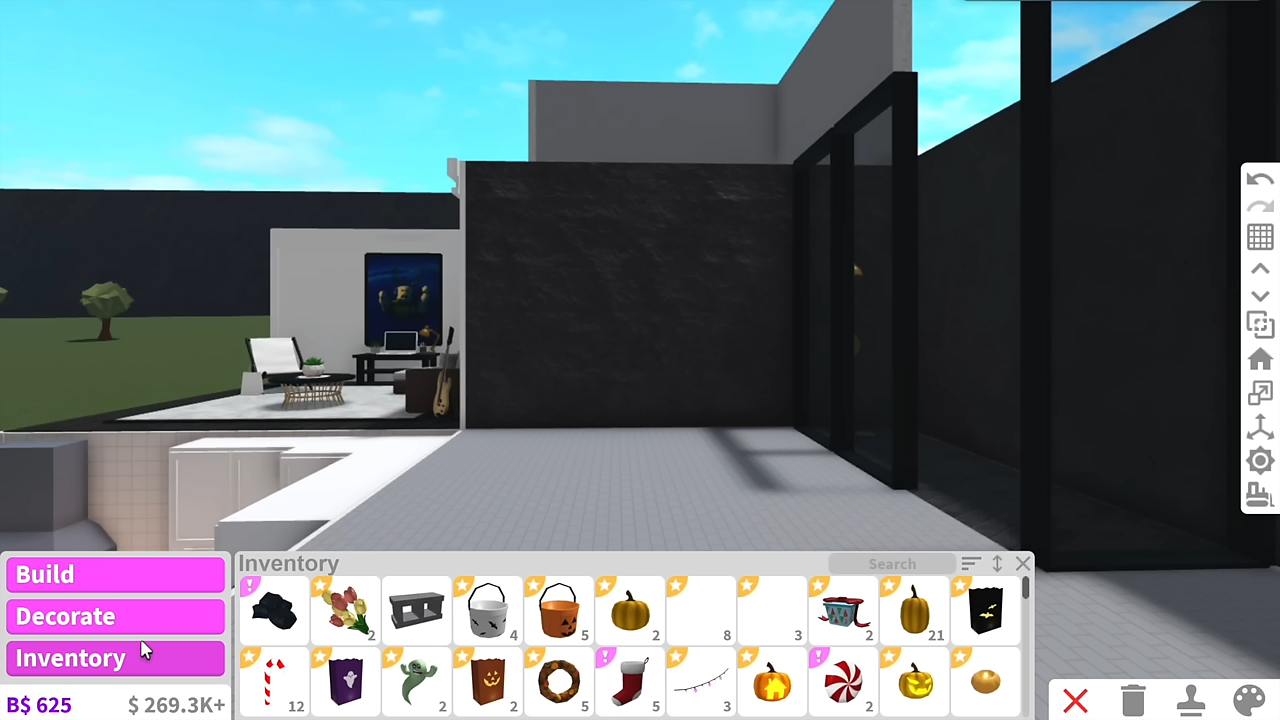 Inventory
Search
Build
Decorate
Inventory
B$ 625
$ 269.3K+
2
4
5
2
8
3
2
21
12
2
2
5
5
3
2